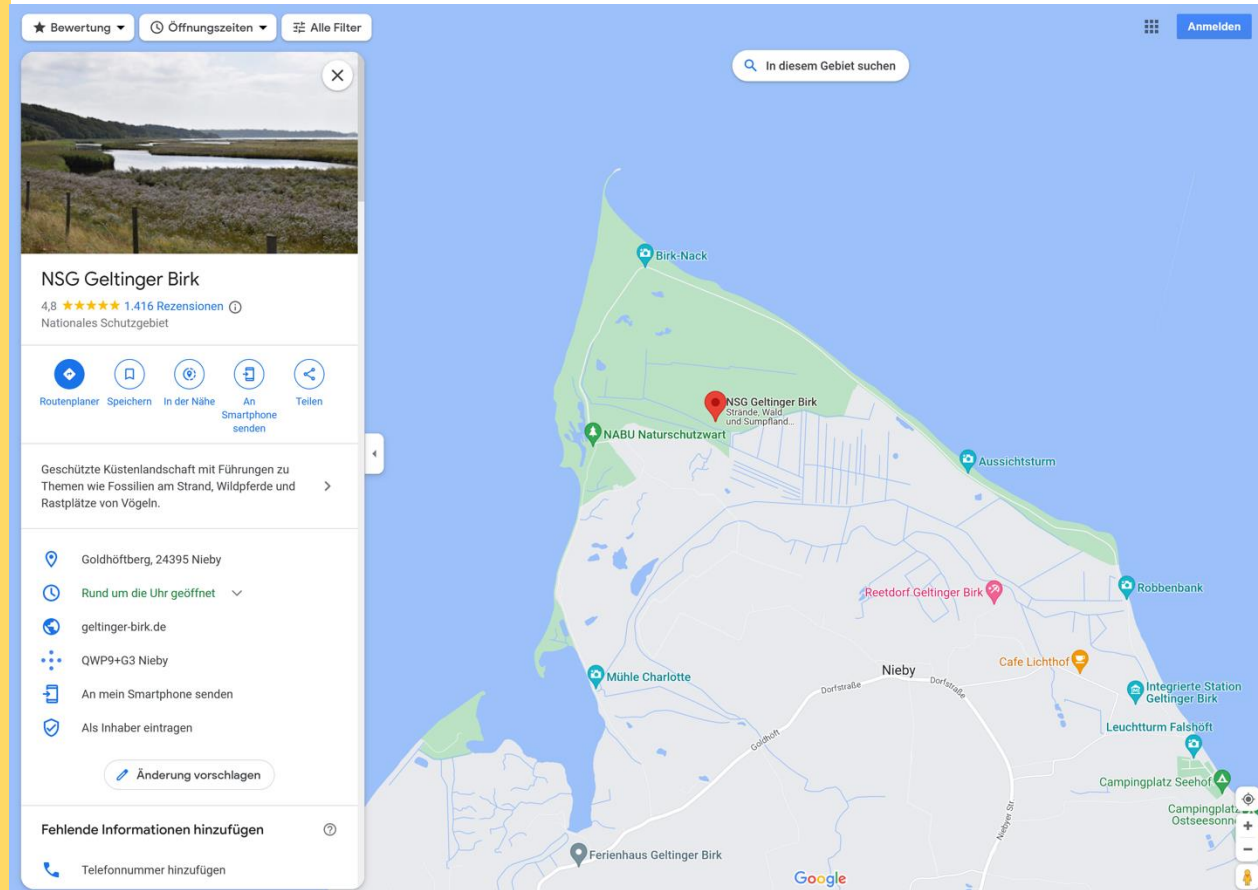 Bewertung
Öffnungszeiten
Alle Filter
Anmelden
In diesem Gebiet suchen
NSG Geltinger Birk
4,8 1.416 Rezensionen
Nationales Schutzgebiet
Routenplaner
Speichern
In der Nähe
An
Smartphone
senden
Teilen
Geschützte Küstenlandschaft mit Führungen zu
Themen wie Fossilien am Strand, Wildpferde und
Rastplätze von Vögeln.
Goldhöftberg, 24395 Nieby
Rund um die Uhr geöffnet
geltinger-birk.de
QWP9+G3 Nieby
An mein Smartphone senden
Als Inhaber eintragen
Änderung vorschlagen
Fehlende Informationen hinzufügen
Telefonnummer hinzufügen
Birk-Nack
NSG Geltinger Birk
Strände, Wald
und Sumpfland...
NABU Naturschutzwart
Aussichtsturm
Robbenbank
Reetdorf Geltinger Birk
Cafe Lichthof
Nieby
Dorfstraße
Dorfstraße
Mühle Charlotte
Integrierte Station
Geltinger Birk
Leuchtturm Falshöft
Goldhöft
Campingplatz Seehof
Campingplatz
Ostseesonne
Niebyer Str
Ferienhaus Geltinger Birk
Google